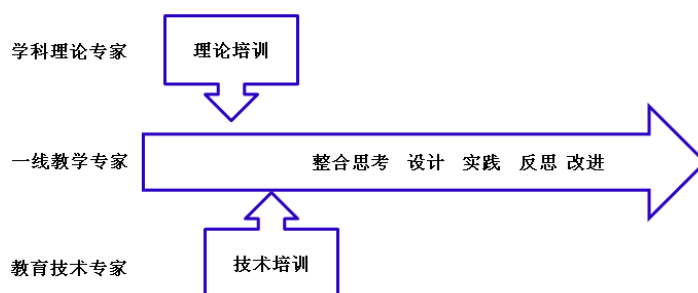 学科理论专家
理论培训
一线教学专家
整合思考 设计 实践 反思 改进
教育技术专家
技术培训